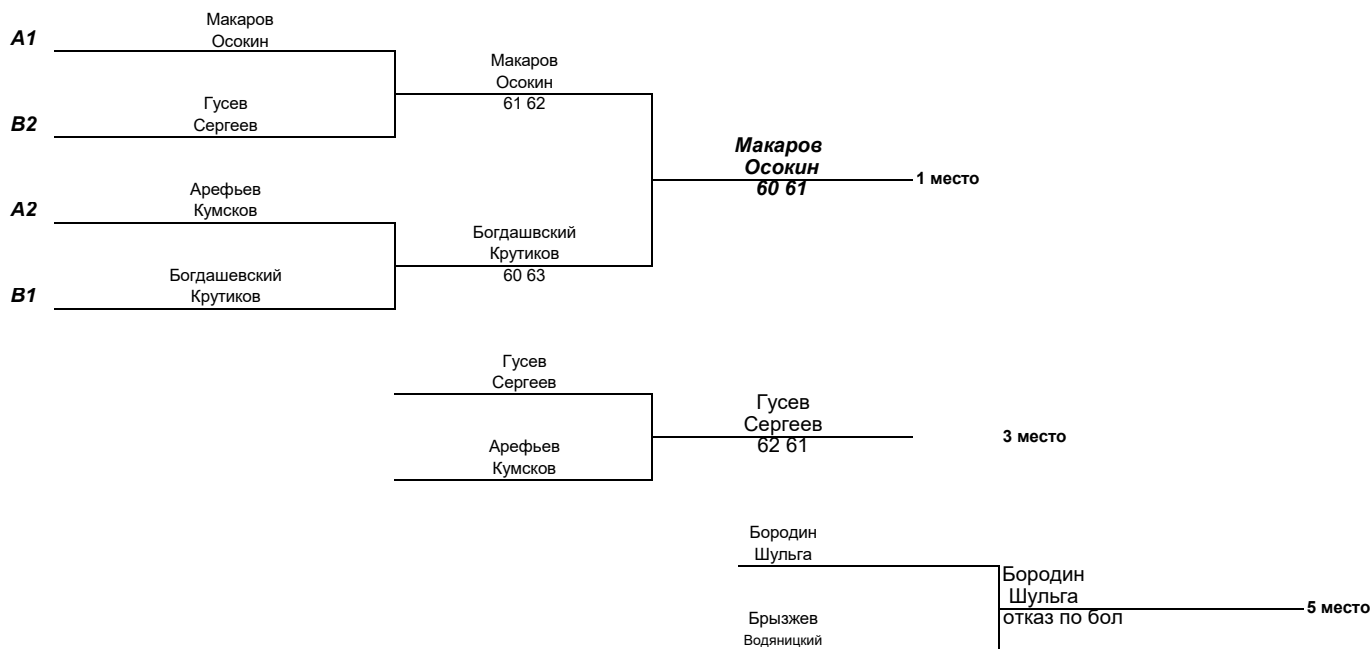 A1
Макаров
Осокин
Макаров
Осокин
61 62
B2
Гусев
Сергеев
Макаров
Осокин
60 61
1 место
A2
Арефьев
Кумсков
Богдашвский
Крутиков
60 63
B1
Богдашевский
Крутиков
Гусев
Сергеев
Гусев
Сергеев
62 61
3 место
Арефьев
Кумсков
Бородин
Шульга
Бородин
Шульга
отказ по бол
5 место
Брызжев
Водяницкий